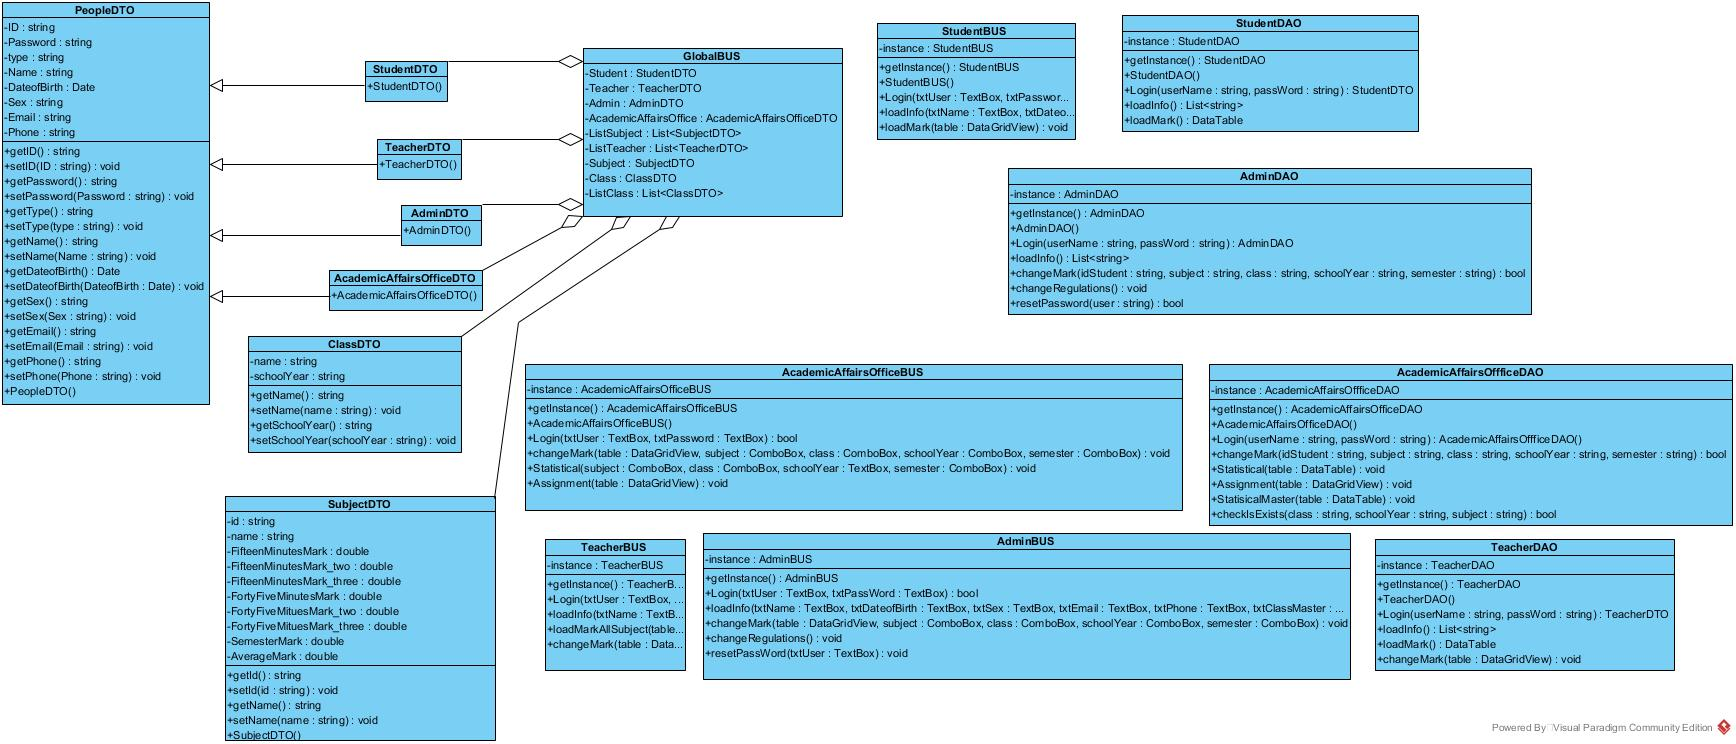 PeopleDTO
-ID : string
-Password : string
-type : string
-Name : string
-DateofBirth : Date
-Sex : string
-Email : string
-Phone : string
+getID() : string
+setID(ID : string) : void
+getPassword() : string
+setPassword(Password : string) : void
+getType() : string
+setType(type : string) : void
+getName() : string
+setName(Name : string) : void
+getDateofBirth() : Date
+setDateofBirth(DateofBirth : Date) : void
+getSex() : string
+setSex(Sex : string) : void
+getEmail() : string
+setEmail(Email : string) : void
+getPhone() : string
+setPhone(Phone : string) : void
+PeopleDTO()
StudentDTO
+StudentDTO()
TeacherDTO
+TeacherDTO()
AdminDTO
+AdminDTO()
AcademicAffairsOfficeDTO
+AcademicAffairsOfficeDTO()
ClassDTO
-name : string
-schoolYear : string
+getName() : string
+setName(name : string) : void
+getSchoolYear() : string
+setSchoolYear(schoolYear : string) : void
SubjectDTO
-id : string
-name : string
-FifteenMinutesMark : double
-FifteenMinutesMark_two : double
-FifteenMinutesMark_three : double
-FortyFiveMinutesMark : double
-FortyFiveMituesMark_two : double
-FortyFiveMituesMark_three : double
-SemesterMark : double
-AverageMark : double
+getId() : string
+setId(id : string) : void
+getName() : string
+setName(name : string) : void
+SubjectDTO()
GlobalBUS
-Student : StudentDTO
-Teacher : TeacherDTO
-Admin : AdminDTO
-AcademicAffairsOffice : AcademicAffairsOfficeDTO
-ListSubject : List<SubjectDTO>
-ListTeacher : List<TeacherDTO>
-Subject : SubjectDTO
-Class : ClassDTO
-ListClass : List<ClassDTO>
StudentBUS
-instance : StudentBUS
+getInstance() : StudentBUS
+StudentBUS()
+Login(txtUser : TextBox, txtPasswor...
+loadInfo(txtName : TextBox, txtDateo...
+loadMark(table : DataGridView) : void
StudentDAO
-instance : StudentDAO
+getInstance() : StudentDAO
+StudentDAO()
+Login(userName : string, passWord : string) : StudentDTO
+loadInfo() : List<string>
+loadMark() : DataTable
AdminDAO
-instance : AdminDAO
+getInstance() : AdminDAO
+AdminDAO()
+Login(userName : string, passWord : string) : AdminDAO
+loadInfo() : List<string>
+changeMark(idStudent : string, subject : string, class : string, schoolYear : string, semester : string) : bool
+changeRegulations() : void
+resetPassword(user : string) : bool
AcademicAffairsOfficeBUS
-instance : AcademicAffairsOfficeBUS
+getInstance() : AcademicAffairsOfficeBUS
+AcademicAffairsOfficeBUS()
+Login(txtUser : TextBox, txtPassword : TextBox) : bool
+changeMark(table : DataGridView, subject : ComboBox, class : ComboBox, schoolYear : ComboBox, semester : ComboBox) : void
+Statistical(subject : ComboBox, class : ComboBox, schoolYear : TextBox, semester : ComboBox) : void
+Assignment(table : DataGridView) : void
AcademicAffairsOffficeDAO
-instance : AcademicAffairsOffficeDAO
+getInstance() : AcademicAffairsOfficeDAO
+AcademicAffairsOfficeDAO()
+Login(userName : string, passWord : string) : AcademicAffairsOffficeDAO()
+changeMark(idStudent : string, subject : string, class : string, schoolYear : string, semester : string) : bool
+Statistical(table : DataTable) : void
+Assignment(table : DataGridView) : void
+StatisicalMaster(table : DataTable) : void
+checkIsExists(class : string, schoolYear : string, subject : string) : bool
TeacherBUS
-instance : TeacherBUS
+getInstance() : TeacherB...
+Login(txtUser : TextBox, ...
+loadInfo(txtName : TextB...
+loadMarkAllSubject(table...
+changeMark(table : Data...
AdminBUS
-instance : AdminBUS
+getInstance() : AdminBUS
+Login(txtUser : TextBox, txtPassWord : TextBox) : bool
+loadInfo(txtName : TextBox, txtDateofBirth : TextBox, txtSex : TextBox, txtEmail : TextBox, txtPhone : TextBox, txtClassMaster : ...
+changeMark(table : DataGridView, subject : ComboBox, class : ComboBox, schoolYear : ComboBox, semester : ComboBox) : void
+changeRegulations() : void
+resetPassWord(txtUser : TextBox) : void
TeacherDAO
-instance : TeacherDAO
+getInstance() : TeacherDAO
+TeacherDAO()
+Login(userName : string, passWord : string) : TeacherDTO
+loadInfo() : List<string>
+loadMark() : DataTable
+changeMark(table : DataGridView) : void
Powered By Visual Paradigm Community Edition